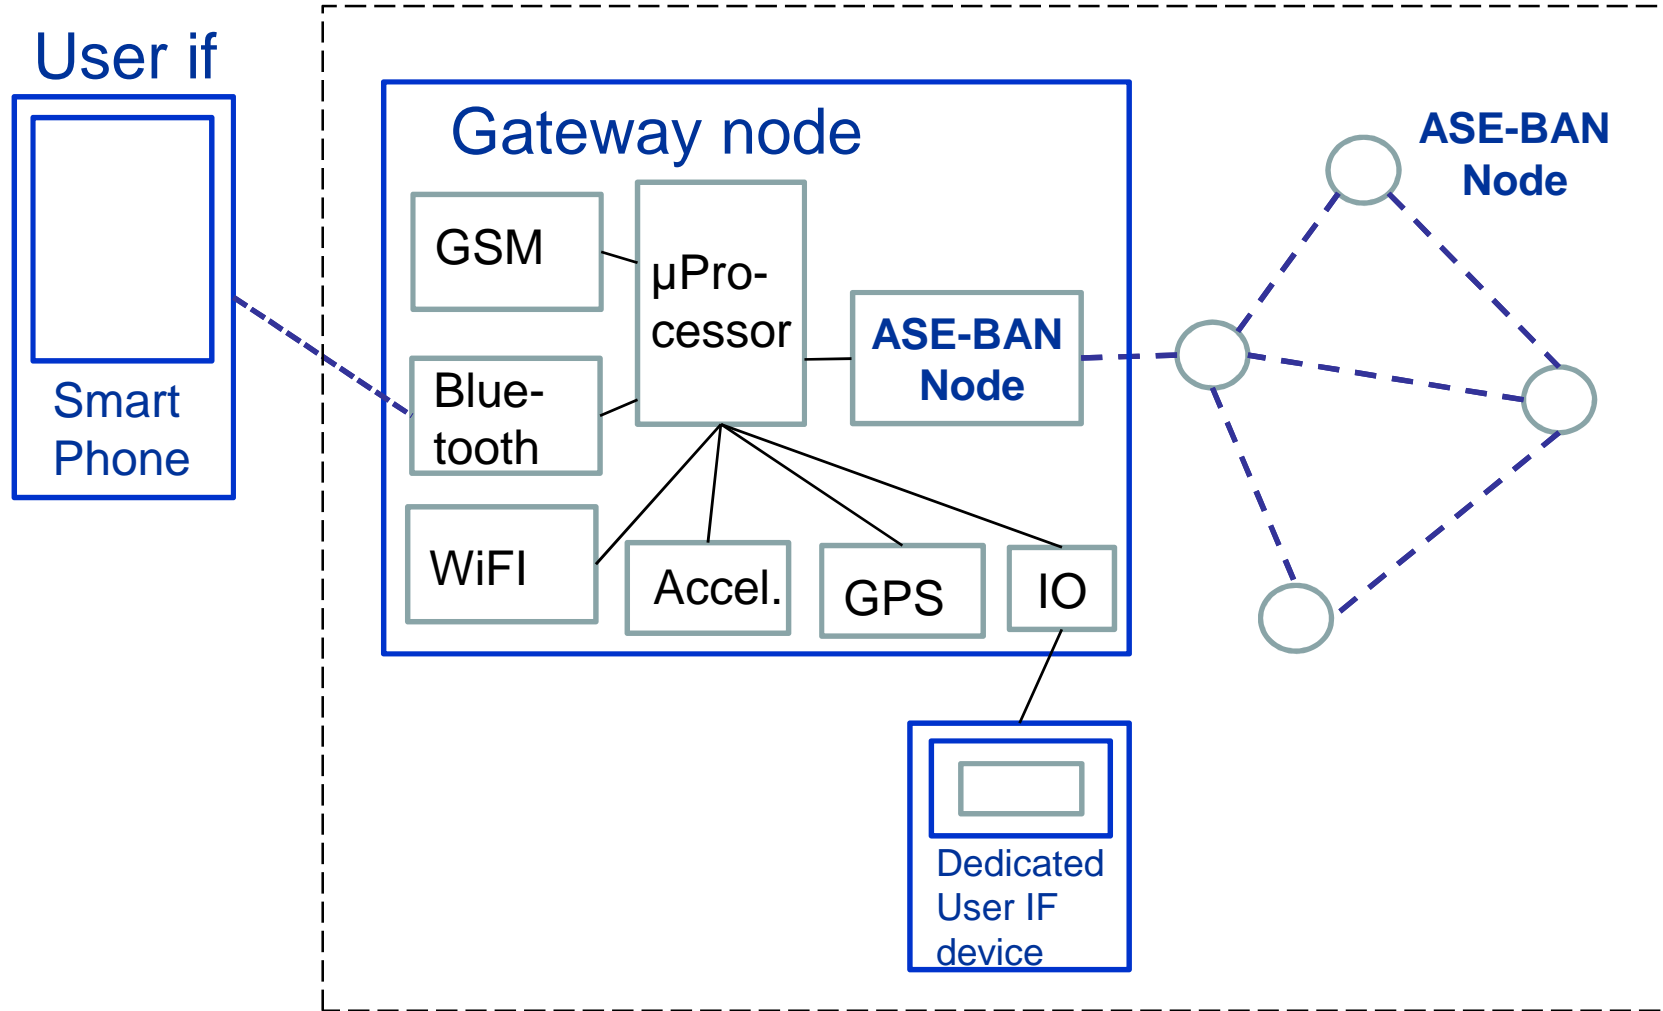 User if
Smart
Phone
Gateway node
GSM
µPro-
cessor
Blue-
tooth
ASE-BAN
Node
WiFI
Accel.
GPS
IO
ASE-BAN
Node
Dedicated
User IF
device